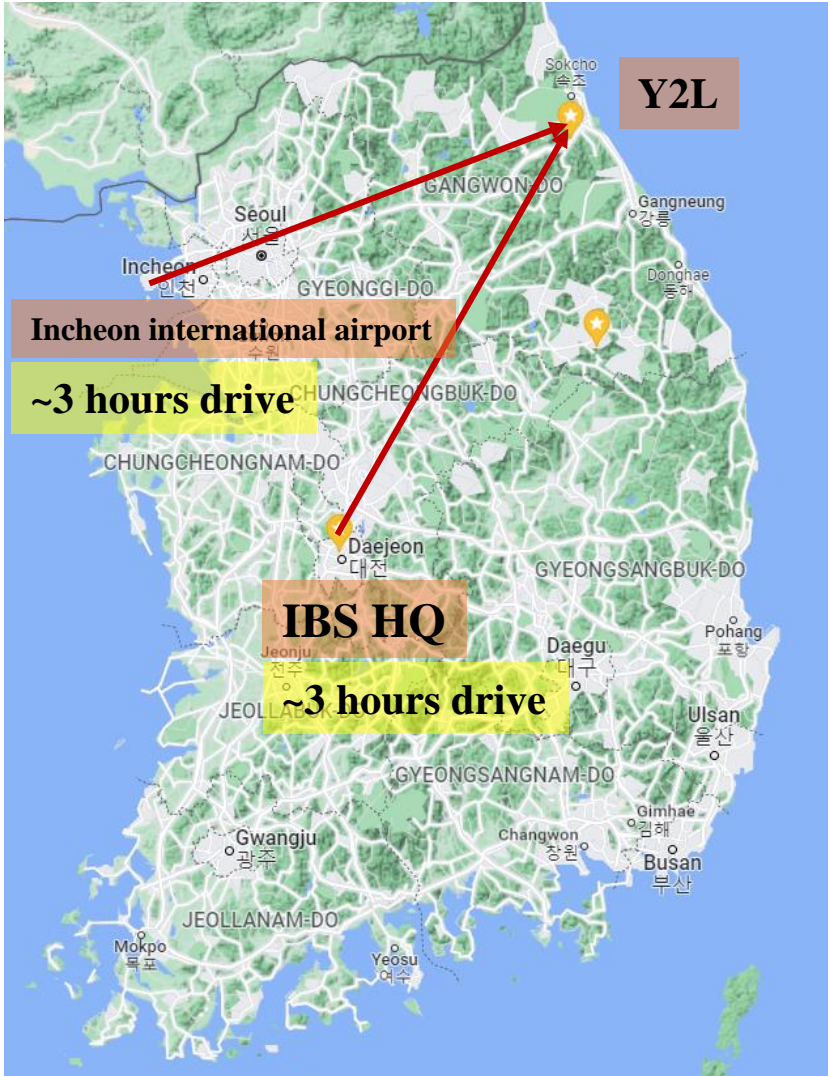 Sokcho
속초
Y2L
GANGWON-DO
Gangneung
강릉
Seoul
서울
Incheon
인천
Donghae
동해
GYEONGGI-DO
Incheon international airport
수원
~3 hours drive
CHUNGCHEONGBUK-DO
CHUNGCHEONGNAM-DO
Daejeon
대전
GYEONGSANGBUK-DO
IBS HQ
Pohang
포항
Daegu
대구
Jeonju
전주
~3 hours drive
JEOLLABUK-DO
Ulsan
울산
GYEONGSANGNAM-DO
Gimhae
김해
Changwon
창원
Gwangju
광주
Busan
부산
JEOLLANAM-DO
Mokpo
목포
Yeosu
여수